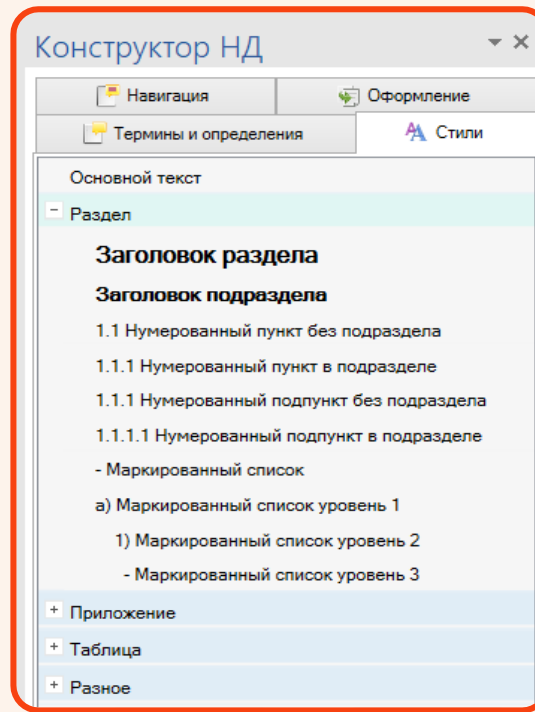 Конструктор НД
Навигация
Оформление
Термины и определения
Стили
Основной текст
Раздел
Заголовок раздела
Заголовок подраздела
1.1 Нумерованный пункт без подраздела
1.1.1 Нумерованный пункт в подразделе
1.1.1 Нумерованный подпункт без подраздела
1.1.1.1 Нумерованный подпункт в подразделе
- Маркированный список
а) Маркированный список уровень 1
1) Маркированный список уровень 2
- Маркированный список уровень 3
Приложение
Таблица
Разное